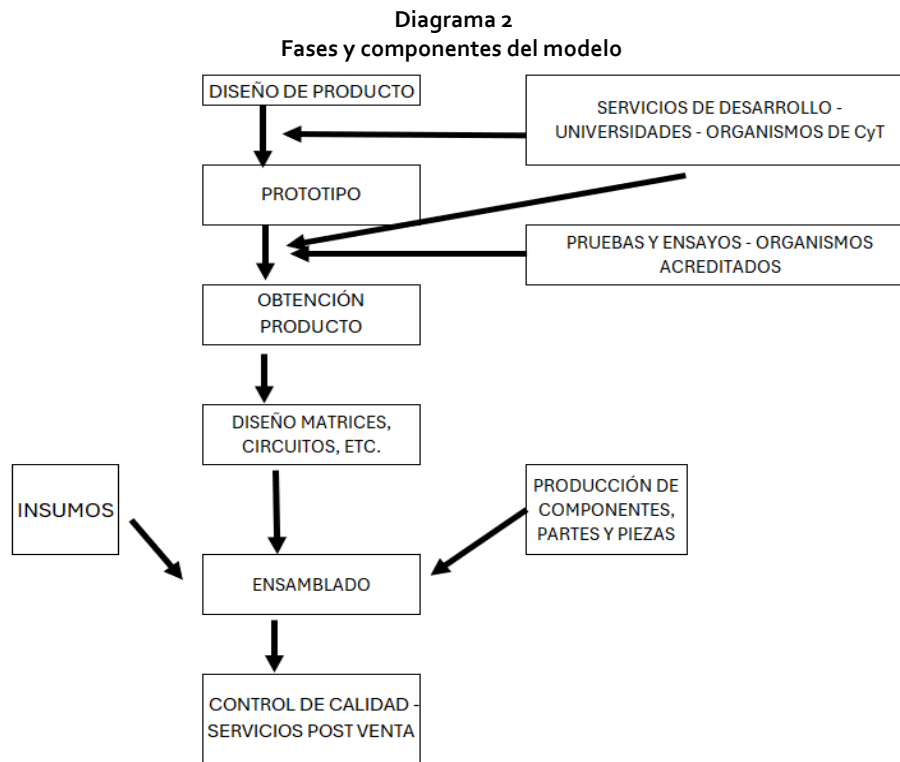 Diagrama 2
Fases y componentes del modelo
DISEÑO DE PRODUCTO
SERVICIOS DE DESARROLLO -
UNIVERSIDADES - ORGANISMOS DE CyT
PROTOTIPO
PRUEBAS Y ENSAYOS - ORGANISMOS
ACREDITADOS
OBTENCIÓN
PRODUCTO
DISEÑO MATRICES,
CIRCUITOS, ETC.
INSUMOS
PRODUCCIÓN DE
COMPONENTES,
PARTES Y PIEZAS
ENSAMBLADO
CONTROL DE CALIDAD -
SERVICIOS POST VENTA